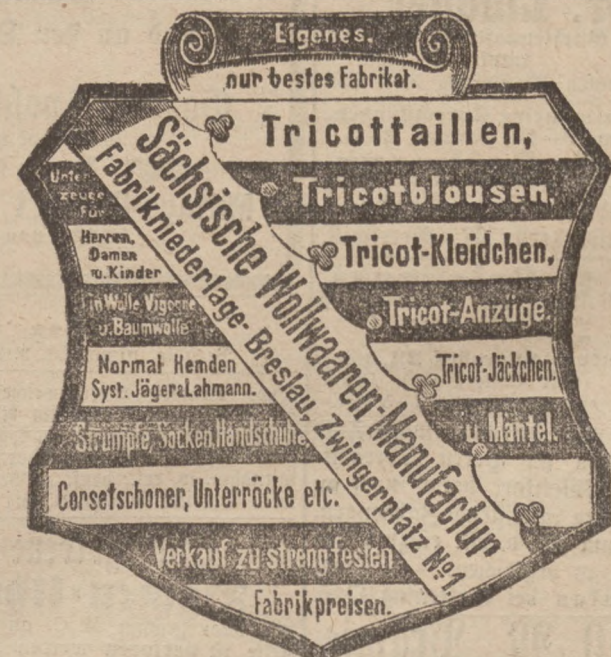 Eigenes.
nur bestes Fabrikat.
Tricottaillen,
Tricotblousen,
Tricot-Kleidchen,
Tricot-Anzüge.
Tricot-Jäckchen.
u. Mäntel.
Sächsische Wollwaaren-Manufactur
Fabrikniederlage- Breslau, Zwingerplatz No 1.
Unter
zeuge
Für
Herren,
Damen
u. Kinder
in Wolle Vigogne
u. Baumwolle
Normal Hemden
Syst. Jäger & Lahmann.
Strümpfe, Socken, Handschuhe,
Corsetschoner, Unterröcke etc.
Verkauf zu streng festen
Fabrikpreisen.